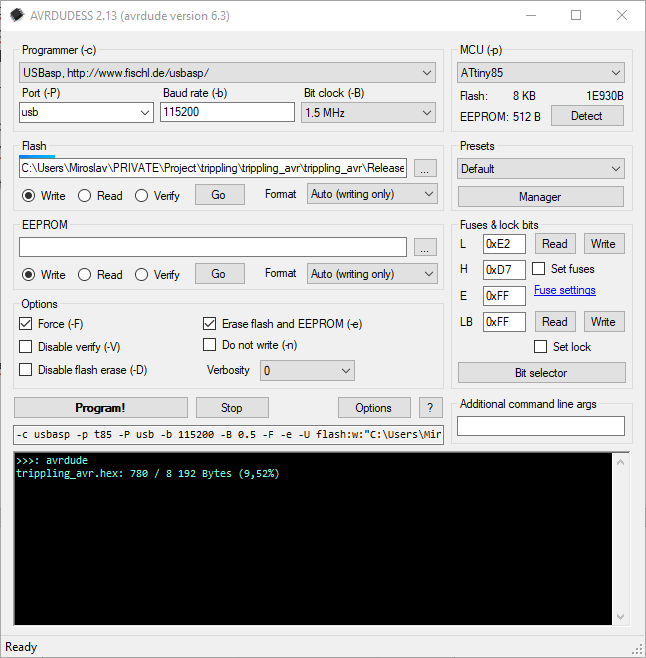 AVRDUDESS 2.13 (avrdude version 6.3)
Programmer (-c)
USBasp, http://www.fischl.de/usbasp/
Port (-P)
Baud rate (-b)
Bit clock (-B)
usb
115200
1.5 MHz
MCU (-p)
ATtiny85
Flash:
8 KB
1E930B
EEPROM:
512 B
Detect
Flash
C:\Users\Miroslav\PRIVATE\Project\trippling\trippling_avr\trippling_avr\Release
...
Write
Read
Verify
Go
Format
Auto (writing only)
Presets
Default
Manager
EEPROM
...
Write
Read
Verify
Go
Format
Auto (writing only)
Fuses & lock bits
L
0xE2
Read
Write
H
0xD7
Set fuses
E
0xFF
Fuse settings
LB
0xFF
Read
Write
Set lock
Bit selector
Options
Force (-F)
Erase flash and EEPROM (-e)
Disable verify (-V)
Do not write (-n)
Disable flash erase (-D)
Verbosity
0
Program!
Stop
Options
?
Additional command line args
-c usbasp -p t85 -P usb -b 115200 -B 0.5 -F -e -U flash:w:"C:\Users\Mir
>>>: avrdude
trippling_avr.hex: 780 / 8 192 Bytes (9,52%)
Ready